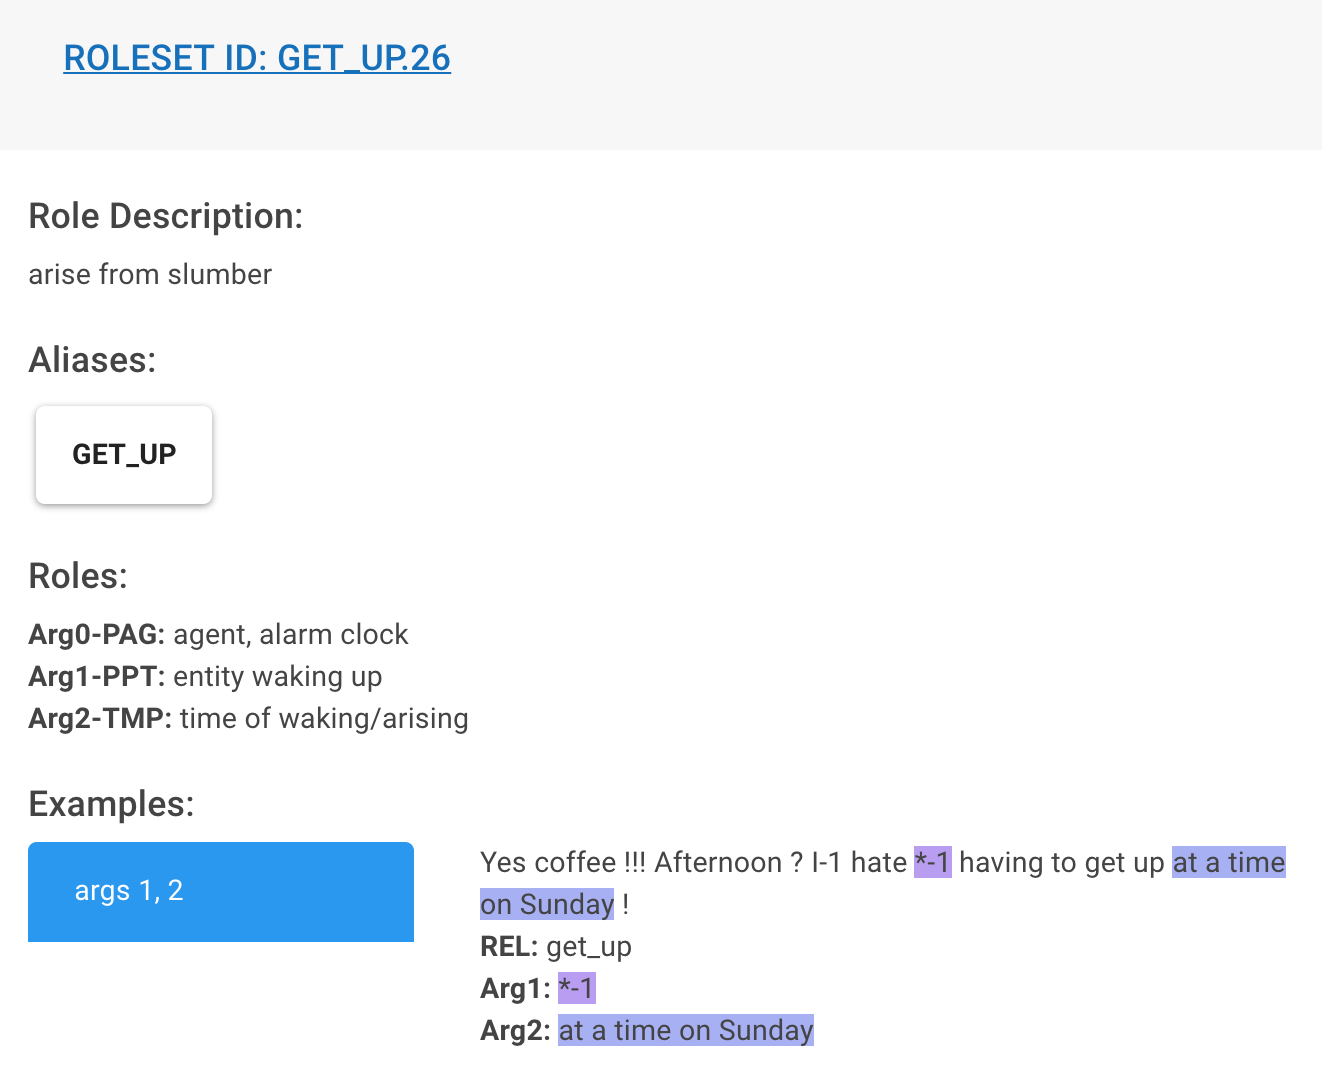 ROLESET ID: GET_UP.26
Role Description:
arise from slumber
Aliases:
GET_UP
Roles:
Arg0-PAG: agent, alarm clock
Arg1-PPT: entity waking up
Arg2-TMP: time of waking/arising
Examples:
args 1, 2
Yes coffee !!! Afternoon ? I-1 hate *-1 having to get up at a time
on Sunday !
REL: get_up
Arg1: *-1
Arg2: at a time on Sunday